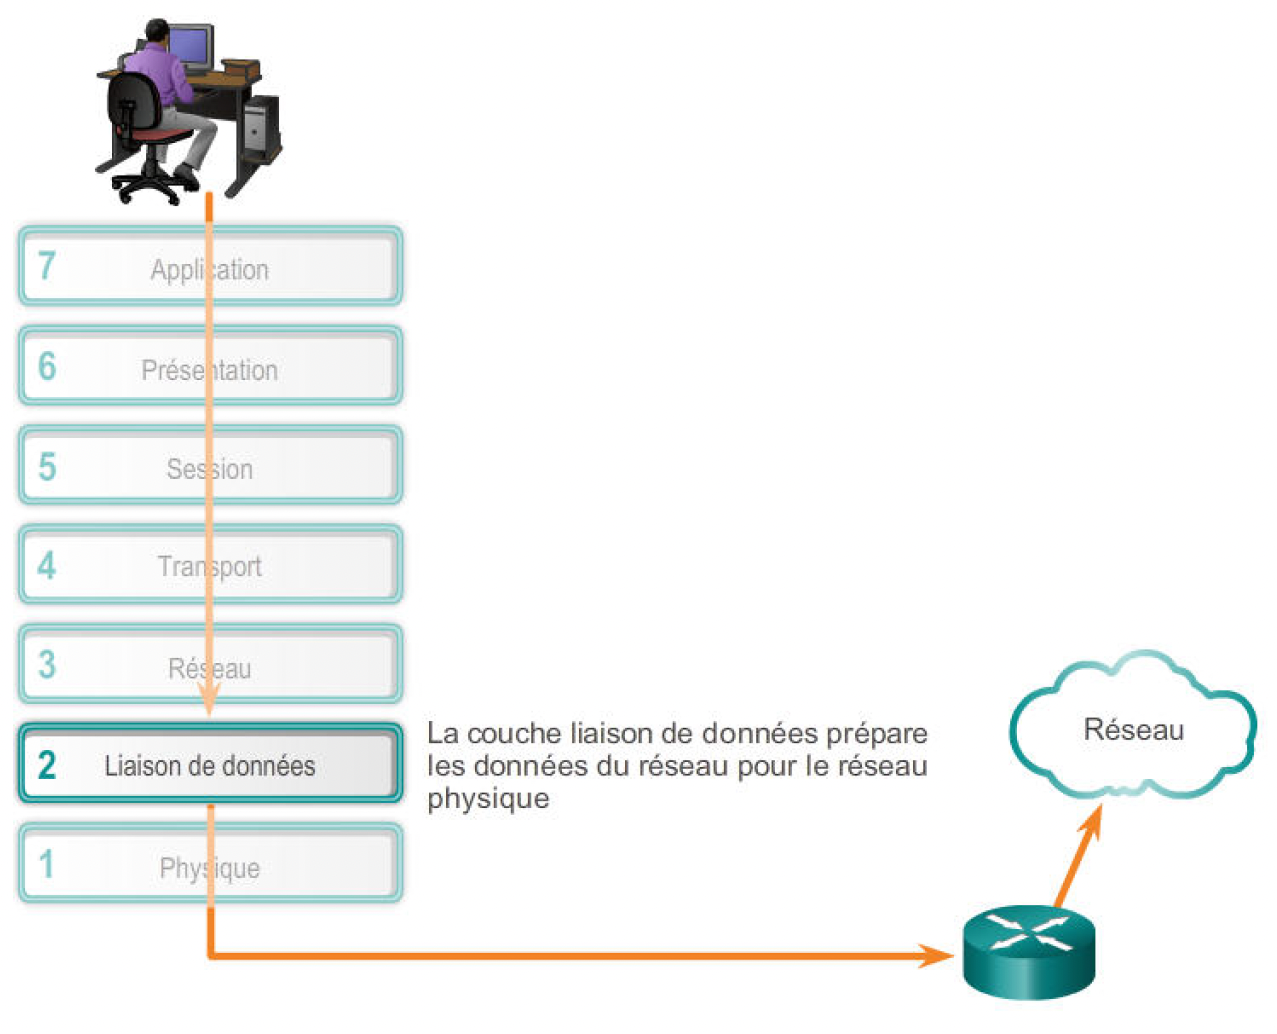 7 Application
6 Présentation
5 Session
4 Transport
3 Réseau
2 Liaison de données
La couche liaison de données prépare
les données du réseau pour le réseau
physique
1 Physique
Réseau